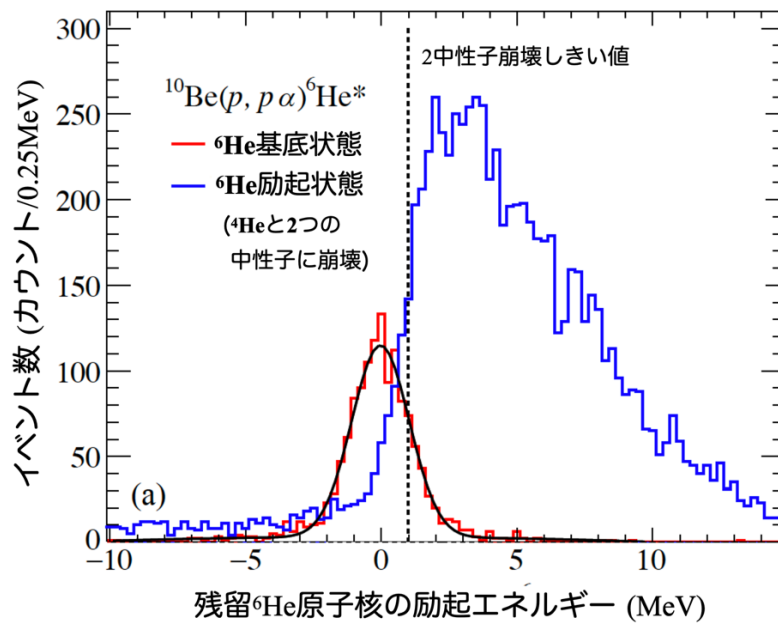 300
250
200
150
100
50
0
イベント数 (カウント/0.25MeV)
2中性子崩壊しきい値
¹⁰Be(p, pα)⁶He*
⁶He基底状態
⁶He励起状態
(⁴Heと2つの
中性子に崩壊)
(a)
−10 −5 0 5 10
残留⁶He原子核の励起エネルギー (MeV)